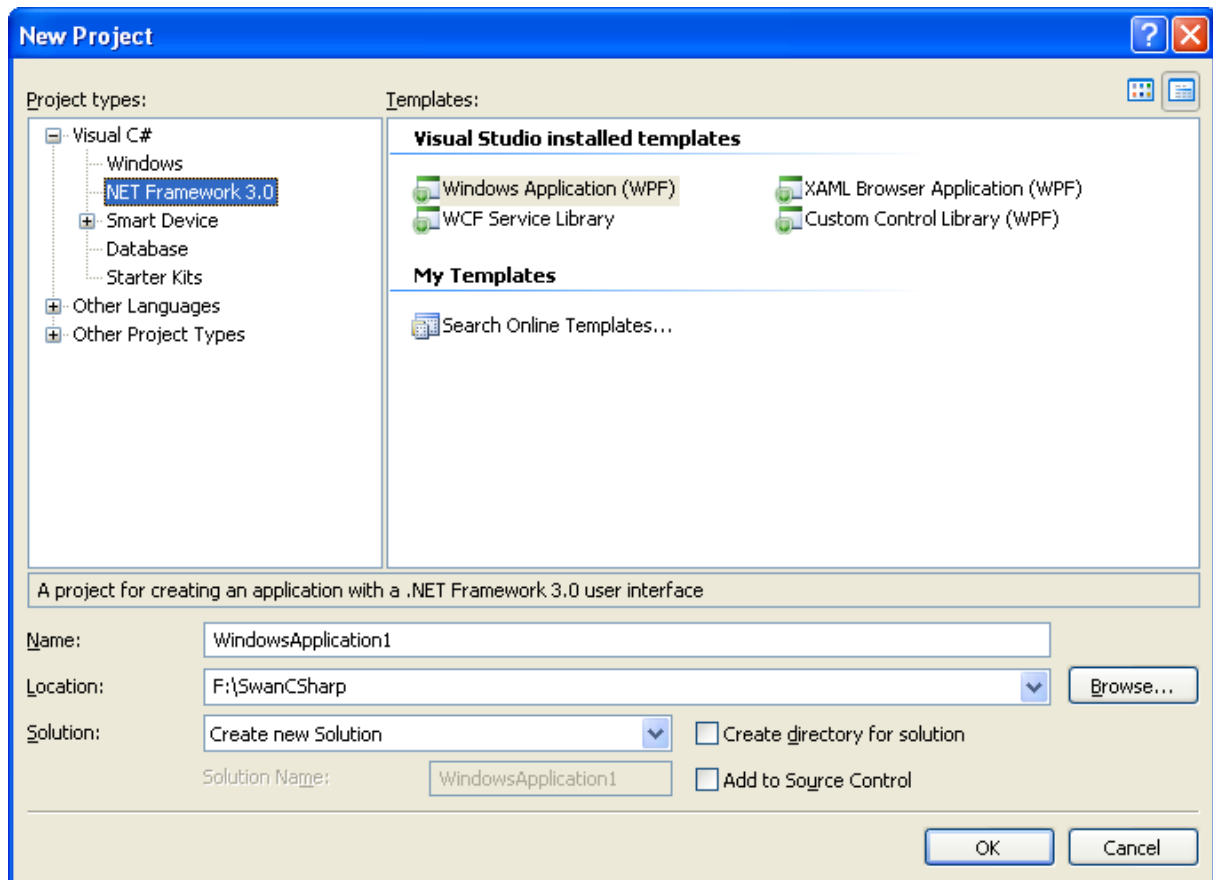 New Project
Project types:
Templates:
Visual C#
Windows
NET Framework 3.0
Smart Device
Database
Starter Kits
Other Languages
Other Project Types
Visual Studio installed templates
Windows Application (WPF)
XAML Browser Application (WPF)
WCF Service Library
Custom Control Library (WPF)
My Templates
Search Online Templates...
A project for creating an application with a .NET Framework 3.0 user interface
Name:
WindowsApplication1
Location:
F:\SwanCSharp
Browse...
Solution:
Create new Solution
Create directory for solution
Solution Name:
WindowsApplication1
Add to Source Control
OK
Cancel